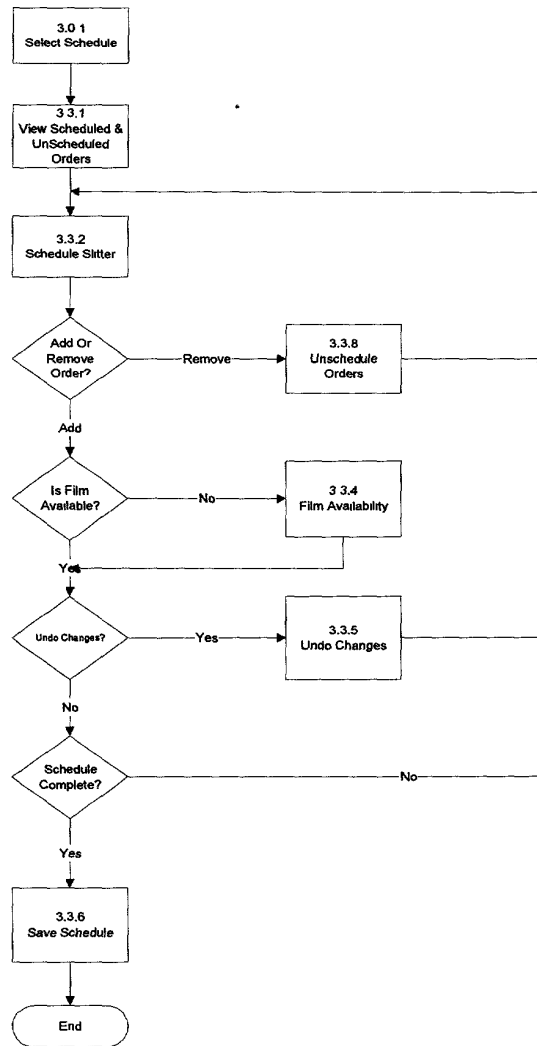 3.0 1
Select Schedule
3 3.1
View Scheduled &
UnScheduled
Orders
3.3.2
Schedule Slitter
Add Or
Remove
Order?
Remove
3.3.8
Unschedule
Orders
Add
Is Film
Available?
No
3 3.4
Film Availability
Yes
Undo Changes?
Yes
3.3.5
Undo Changes
No
Schedule
Complete?
No
Yes
3.3.6
Save Schedule
End